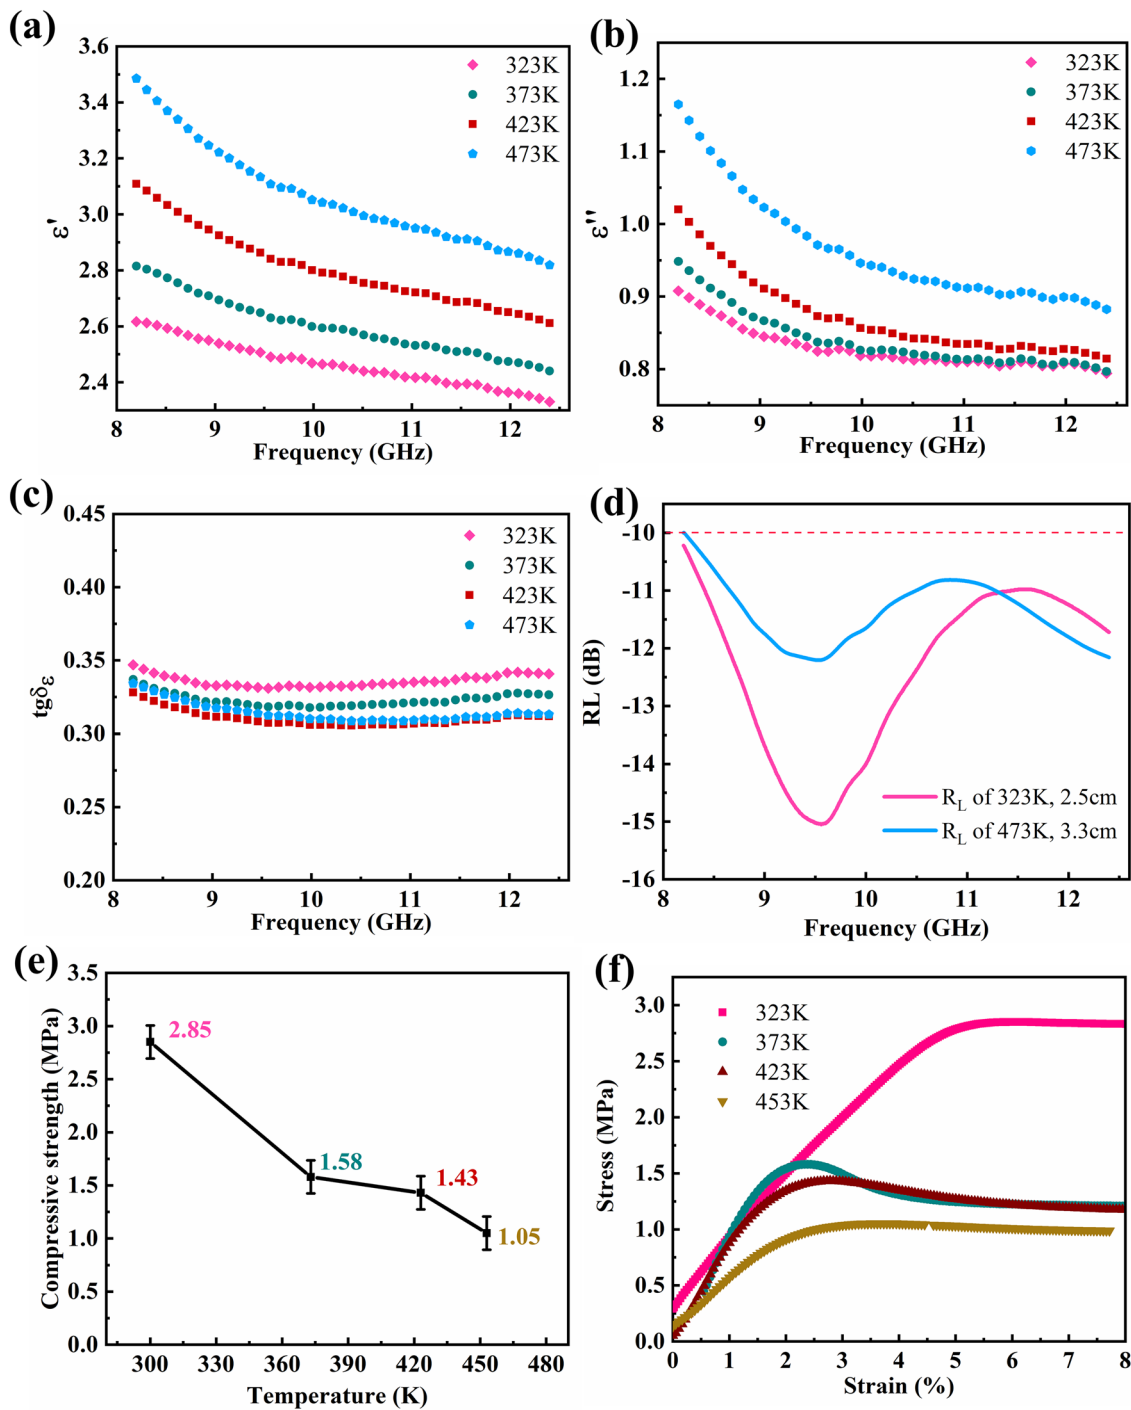 (a)
3.6
3.4
3.2
3.0
2.8
2.6
2.4
ε'
323K
373K
423K
473K
8
9
10
11
12
Frequency (GHz)
(b)
1.2
1.1
1.0
0.9
0.8
ε''
323K
373K
423K
473K
8
9
10
11
12
Frequency (GHz)
(c)
0.45
0.40
0.35
0.30
0.25
0.20
tgδε
323K
373K
423K
473K
8
9
10
11
12
Frequency (GHz)
(d)
-10
-11
-12
-13
-14
-15
-16
RL (dB)
RL of 323K, 2.5cm
RL of 473K, 3.3cm
8
9
10
11
12
Frequency (GHz)
(e)
3.5
3.0
2.5
2.0
1.5
1.0
0.5
0.0
Compressive strength (MPa)
2.85
1.58
1.43
1.05
300
330
360
390
420
450
480
Temperature (K)
(f)
3.0
2.5
2.0
1.5
1.0
0.5
0.0
Stress (MPa)
323K
373K
423K
453K
0
1
2
3
4
5
6
7
8
Strain (%)